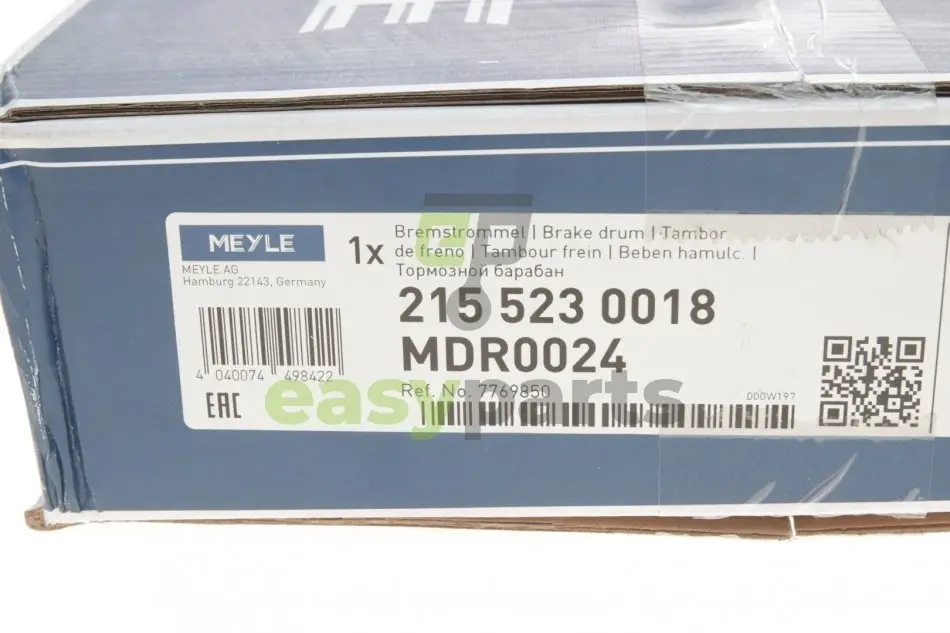 MEYLE
MEYLE AG
Hamburg 22143, Germany
1x
Bremstrommel | Brake drum | Tambor
de freno | Tambour frein | Beben hamulc. |
Тормозной барабан
215 523 0018
MDR0024
Ref. No. 7769850
000W197
4 040074 498422
EAC
easyparts